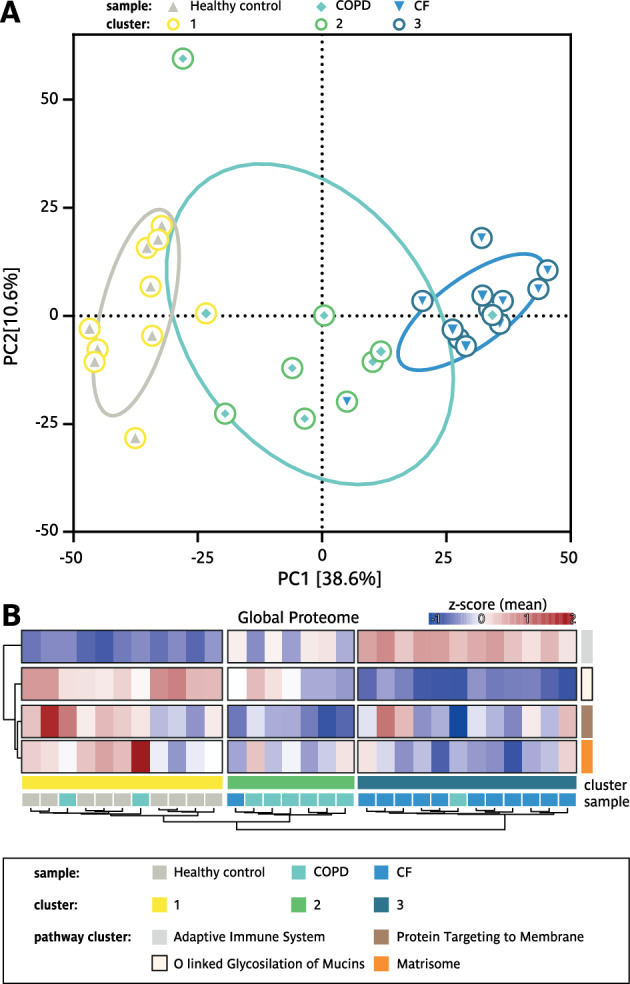 A
sample: Healthy control COPD CF
cluster: 1 2 3
50
25
0
-25
-50
PC2[10.6%]
-50 -25 0 25 50
PC1 [38.6%]
B
z-score (mean)
Global Proteome
-1 0 1 2
cluster
sample
sample: Healthy control COPD CF
cluster: 1 2 3
pathway cluster: Adaptive Immune System Protein Targeting to Membrane
O linked Glycosilation of Mucins Matrisome